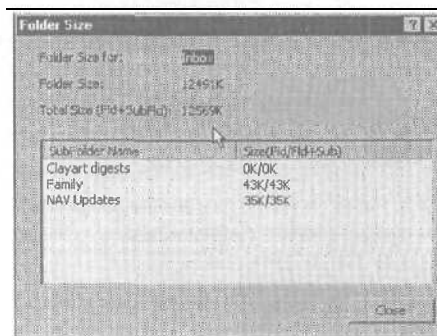 Folder Size
Folder Size for: Inbox
Folder Size: 12491K
Total Size (Fld+SubFld): 12569K
SubFolder Name Size(Fld/Fld+Sub)
Clayart digests 0K/0K
Family 43K/43K
NAV Updates 35K/35K
Close